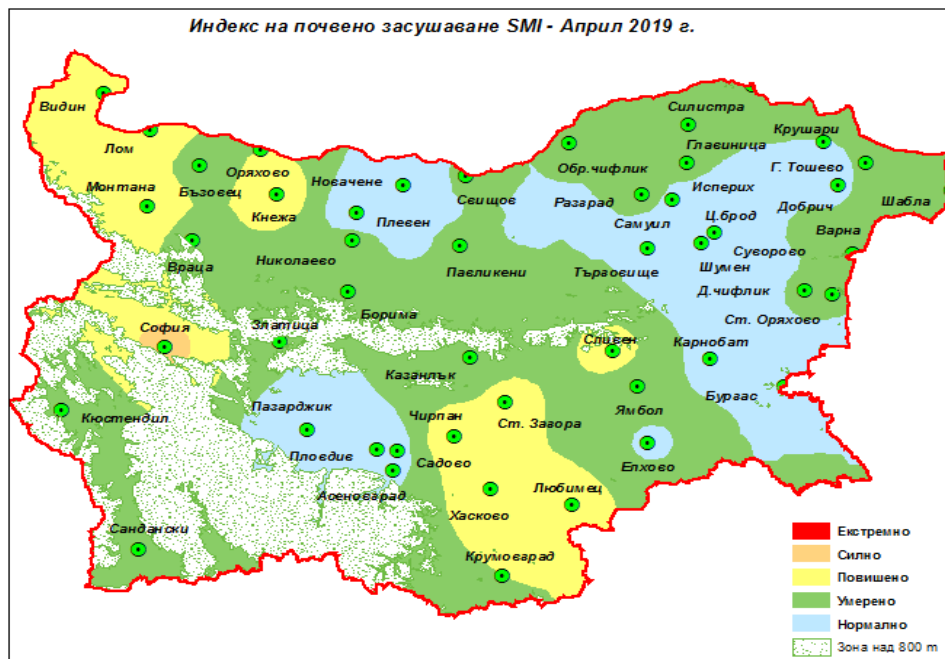 Индекс на почвено засушаване SMI - Април 2019 г.
Видин
Силистра
Лом
Крушари
Главиница
Оряхово
Обр.чифлик
Г. Тошево
Монтана
Бъзовец
Новачене
Исперих
Кнежа
Свищов
Разград
Добрич
Шабла
Плевен
Самуил
Ц.брод
Варна
Враца
Николаево
Павликени
Търговище
Суворово
Шумен
Д.чифлик
Борима
Ст. Оряхово
София
Златица
Сливен
Карнобат
Казанлък
Ямбол
Бургас
Пазарджик
Кюстендил
Чирпан
Ст. Загора
Пловдив
Садово
Елхово
Асеновград
Любимец
Хасково
Сандански
Крумовград
Екстремно
Силно
Повишено
Умерено
Нормално
Зона над 800 m